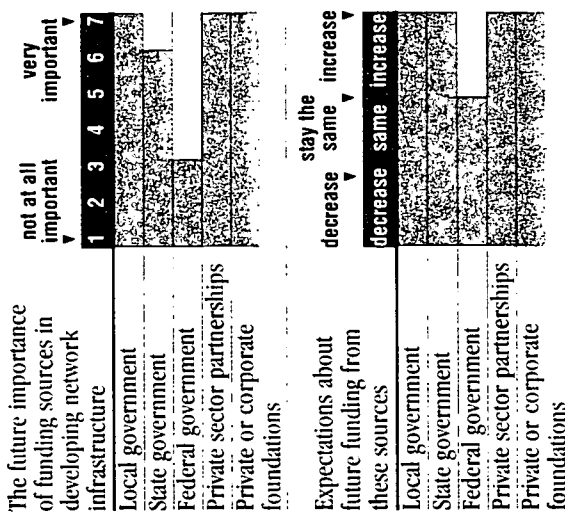 The future importance
of funding sources in
developing network
infrastructure
not at all
important
very
important
1 2 3 4 5 6 7
Local government
State government
Federal government
Private sector partnerships
Private or corporate
foundations
Expectations about
future funding from
these sources
decrease
stay the
same
increase
decrease same increase
Local government
State government
Federal government
Private sector partnerships
Private or corporate
foundations